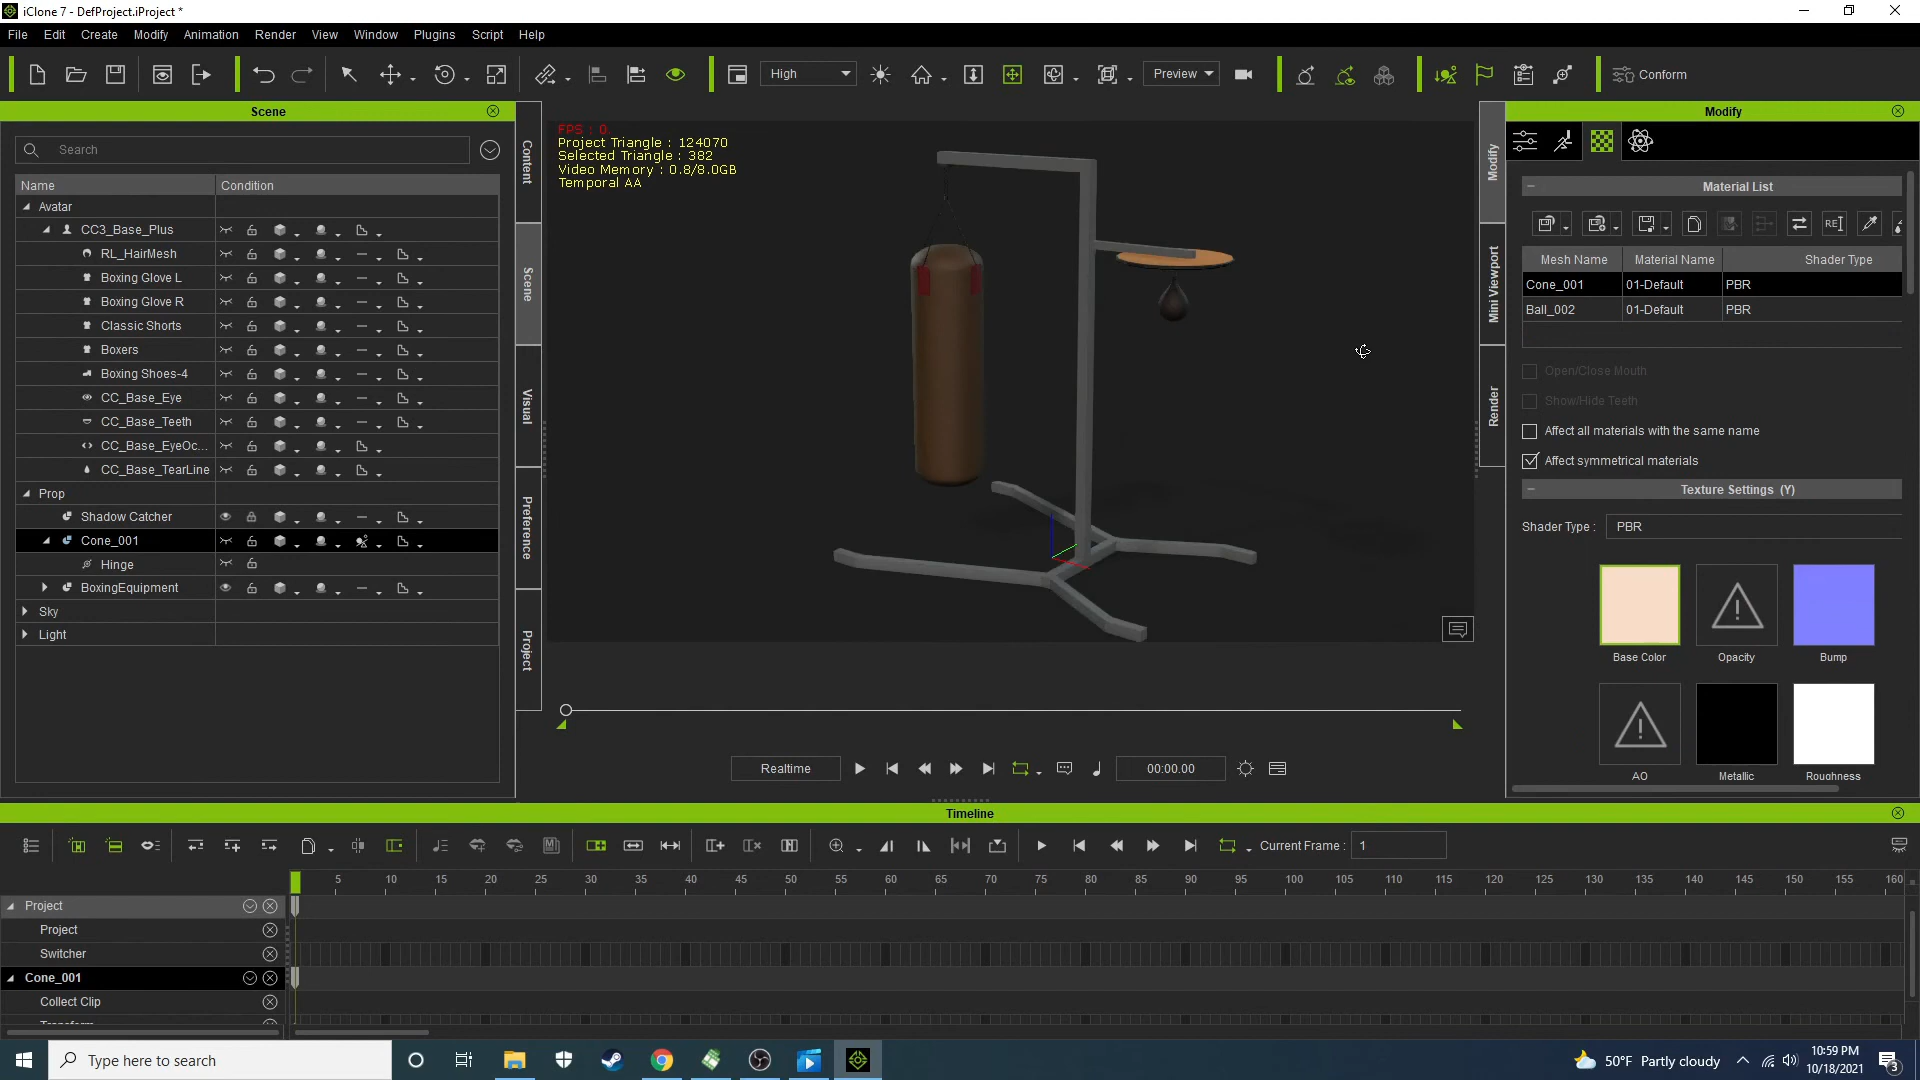 iClone 7 - DefProject.iProject *
File Edit Create Modify Animation Render View Window Plugins Script Help
High Preview Conform
Scene
Modify
Search
Name Condition
Avatar
CC3_Base_Plus
RL_HairMesh
Boxing Glove L
Boxing Glove R
Classic Shorts
Boxers
Boxing Shoes-4
CC_Base_Eye
CC_Base_Teeth
CC_Base_EyeOc...
CC_Base_TearLine
Prop
Shadow Catcher
Cone_001
Hinge
BoxingEquipment
Sky
Light
Content
Scene
Visual
Preference
Project
FPS : 0
Project Triangle : 124070
Selected Triangle : 382
Video Memory : 0.8/8.0GB
Temporal AA
Modify
Mini Viewport
Render
Material List
REI
Mesh Name Material Name Shader Type
Cone_001 01-Default PBR
Ball_002 01-Default PBR
Open/Close Mouth
Show/Hide Teeth
Affect all materials with the same name
Affect symmetrical materials
Texture Settings (Y)
Shader Type : PBR
Base Color Opacity Bump
AO Metallic Roughness
Realtime 00:00.00
Timeline
Current Frame : 1
5 10 15 20 25 30 35 40 45 50 55 60 65 70 75 80 85 90 95 100 105 110 115 120 125 130 135 140 145 150 155 160
Project
Project
Switcher
Cone_001
Collect Clip
Transform
Type here to search
50°F Partly cloudy
10:59 PM
10/18/2021
3